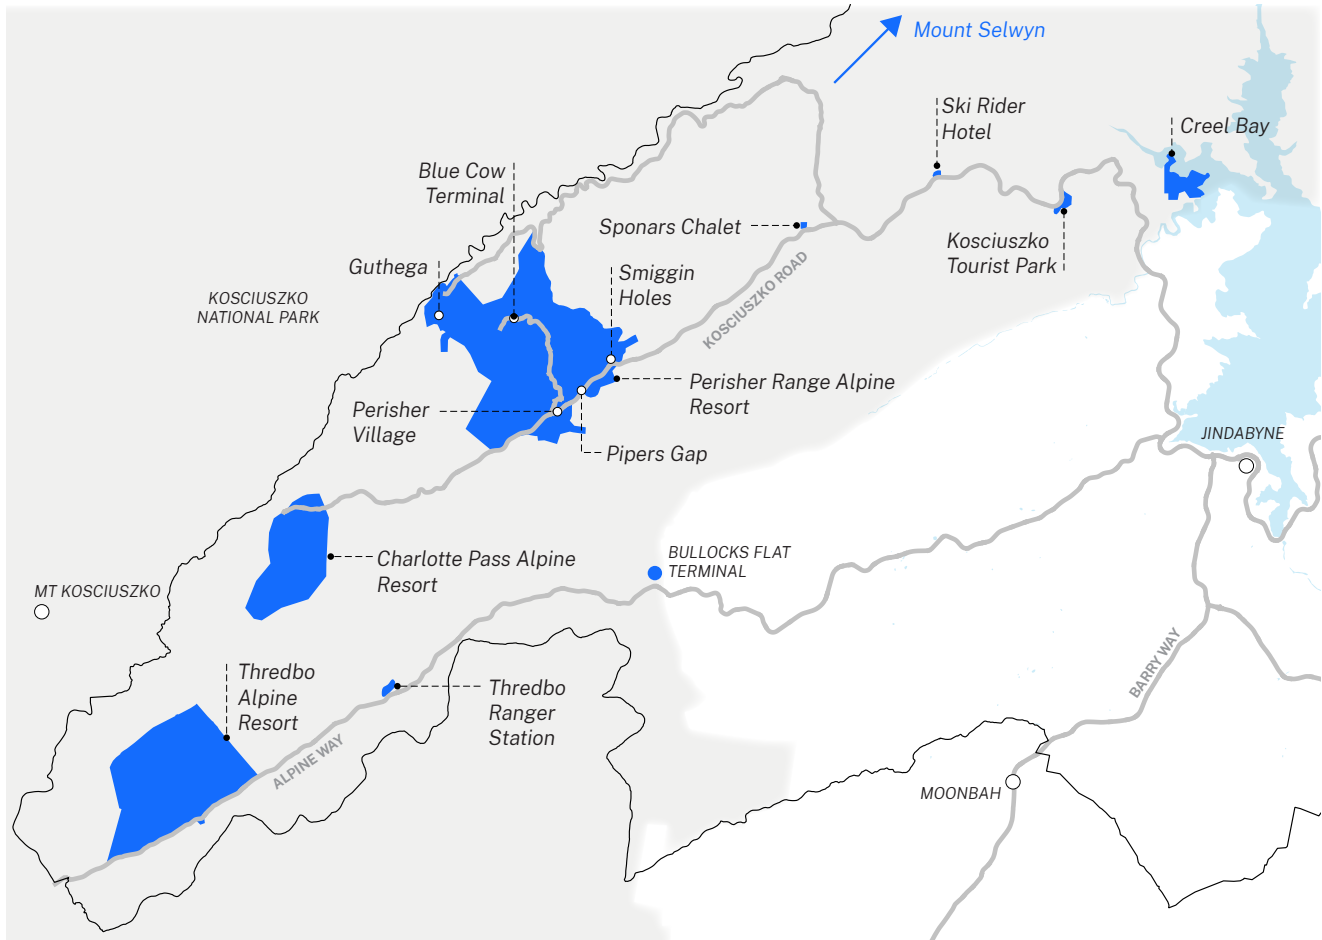 Mount Selwyn
Ski Rider
Hotel
Creel Bay
Blue Cow
Terminal
Sponars Chalet
Kosciuszko
Tourist Park
Guthega
Smiggin
Holes
KOSCIUSZKO
NATIONAL PARK
KOSCIUSZKO ROAD
Perisher Range Alpine
Resort
Perisher
Village
Pipers Gap
JINDABYNE
Charlotte Pass Alpine
Resort
BULLOCKS FLAT
TERMINAL
MT KOSCIUSZKO
Thredbo
Alpine
Resort
Thredbo
Ranger
Station
BARRY WAY
ALPINE WAY
MOONBAH